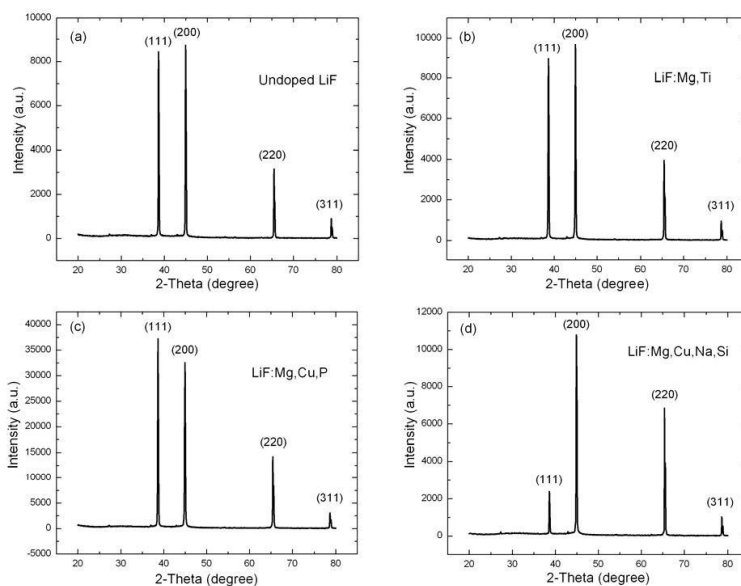 (a)
(111)
(200)
Undoped LiF
(220)
(311)
10000
8000
6000
4000
2000
0
Intensity (a.u.)
20 30 40 50 60 70 80
2-Theta (degree)
(b)
(111)
(200)
LiF:Mg,Ti
(220)
(311)
10000
8000
6000
4000
2000
0
Intensity (a.u.)
20 30 40 50 60 70 80
2-Theta (degree)
(c)
(111)
(200)
LiF:Mg,Cu,P
(220)
(311)
40000
35000
30000
25000
20000
15000
10000
5000
0
-5000
Intensity (a.u.)
20 30 40 50 60 70 80
2-Theta (degree)
(d)
(200)
LiF:Mg,Cu,Na,Si
(220)
(111)
(311)
12000
10000
8000
6000
4000
2000
0
Intensity (a.u.)
20 30 40 50 60 70 80
2-Theta (degree)